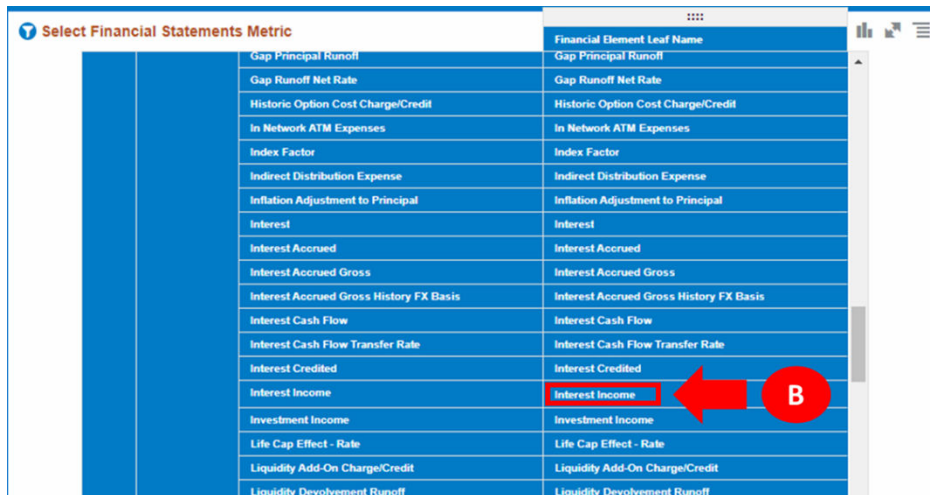 Select Financial Statements Metric
Financial Element Leaf Name
Gap Principal Runoff Gap Principal Runoff
Gap Runoff Net Rate Gap Runoff Net Rate
Historic Option Cost Charge/Credit Historic Option Cost Charge/Credit
In Network ATM Expenses In Network ATM Expenses
Index Factor Index Factor
Indirect Distribution Expense Indirect Distribution Expense
Inflation Adjustment to Principal Inflation Adjustment to Principal
Interest Interest
Interest Accrued Interest Accrued
Interest Accrued Gross Interest Accrued Gross
Interest Accrued Gross History FX Basis Interest Accrued Gross History FX Basis
Interest Cash Flow Interest Cash Flow
Interest Cash Flow Transfer Rate Interest Cash Flow Transfer Rate
Interest Credited Interest Credited
Interest Income Interest Income B
Investment Income Investment Income
Life Cap Effect - Rate Life Cap Effect - Rate
Liquidity Add-On Charge/Credit Liquidity Add-On Charge/Credit
Liquidity Devolvement Runoff Liquidity Devolvement Runoff